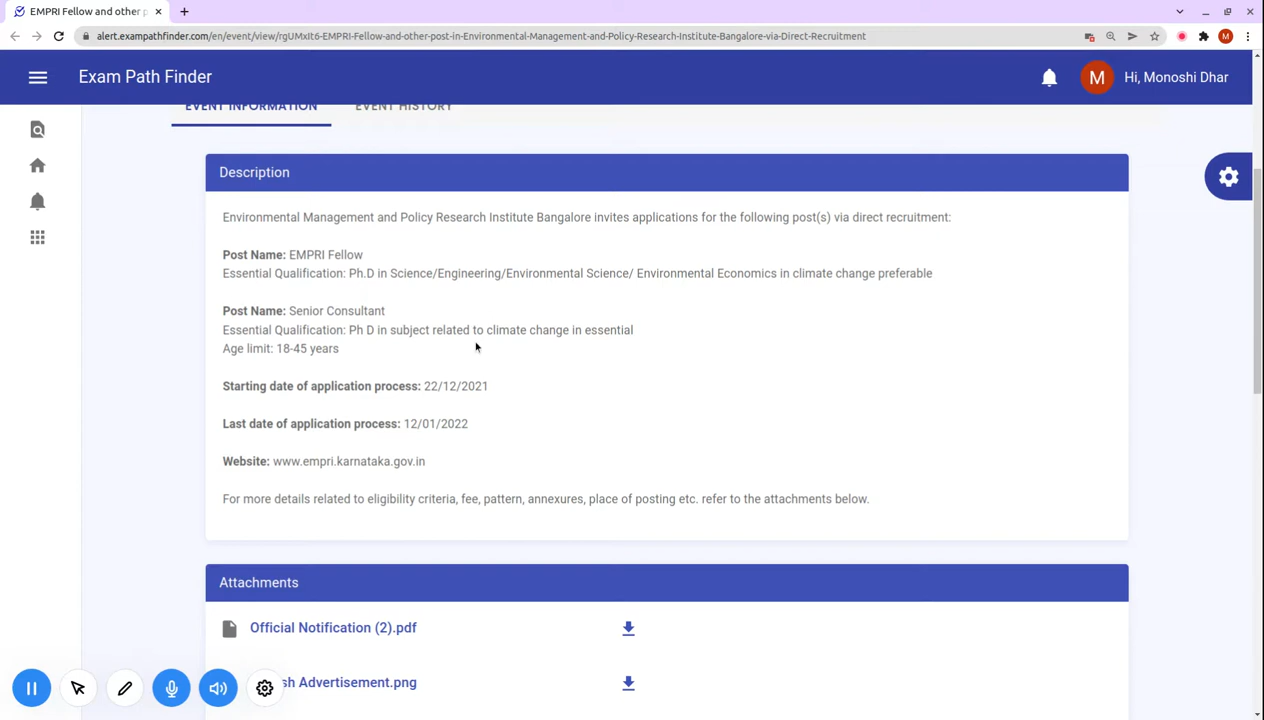 EMPRI Fellow and other p
alert.exampathfinder.com/en/event/view/rgUMxIt6-EMPRI-Fellow-and-other-post-in-Environmental-Management-and-Policy-Research-Institute-Bangalore-via-Direct-Recruitment
M
Exam Path Finder
M
Hi, Monoshi Dhar
EVENT INFORMATION
EVENT HISTORY
Description
Environmental Management and Policy Research Institute Bangalore invites applications for the following post(s) via direct recruitment:
Post Name: EMPRI Fellow
Essential Qualification: Ph.D in Science/Engineering/Environmental Science/ Environmental Economics in climate change preferable
Post Name: Senior Consultant
Essential Qualification: Ph D in subject related to climate change in essential
Age limit: 18-45 years
Starting date of application process: 22/12/2021
Last date of application process: 12/01/2022
Website: www.empri.karnataka.gov.in
For more details related to eligibility criteria, fee, pattern, annexures, place of posting etc. refer to the attachments below.
Attachments
Official Notification (2).pdf
sh Advertisement.png